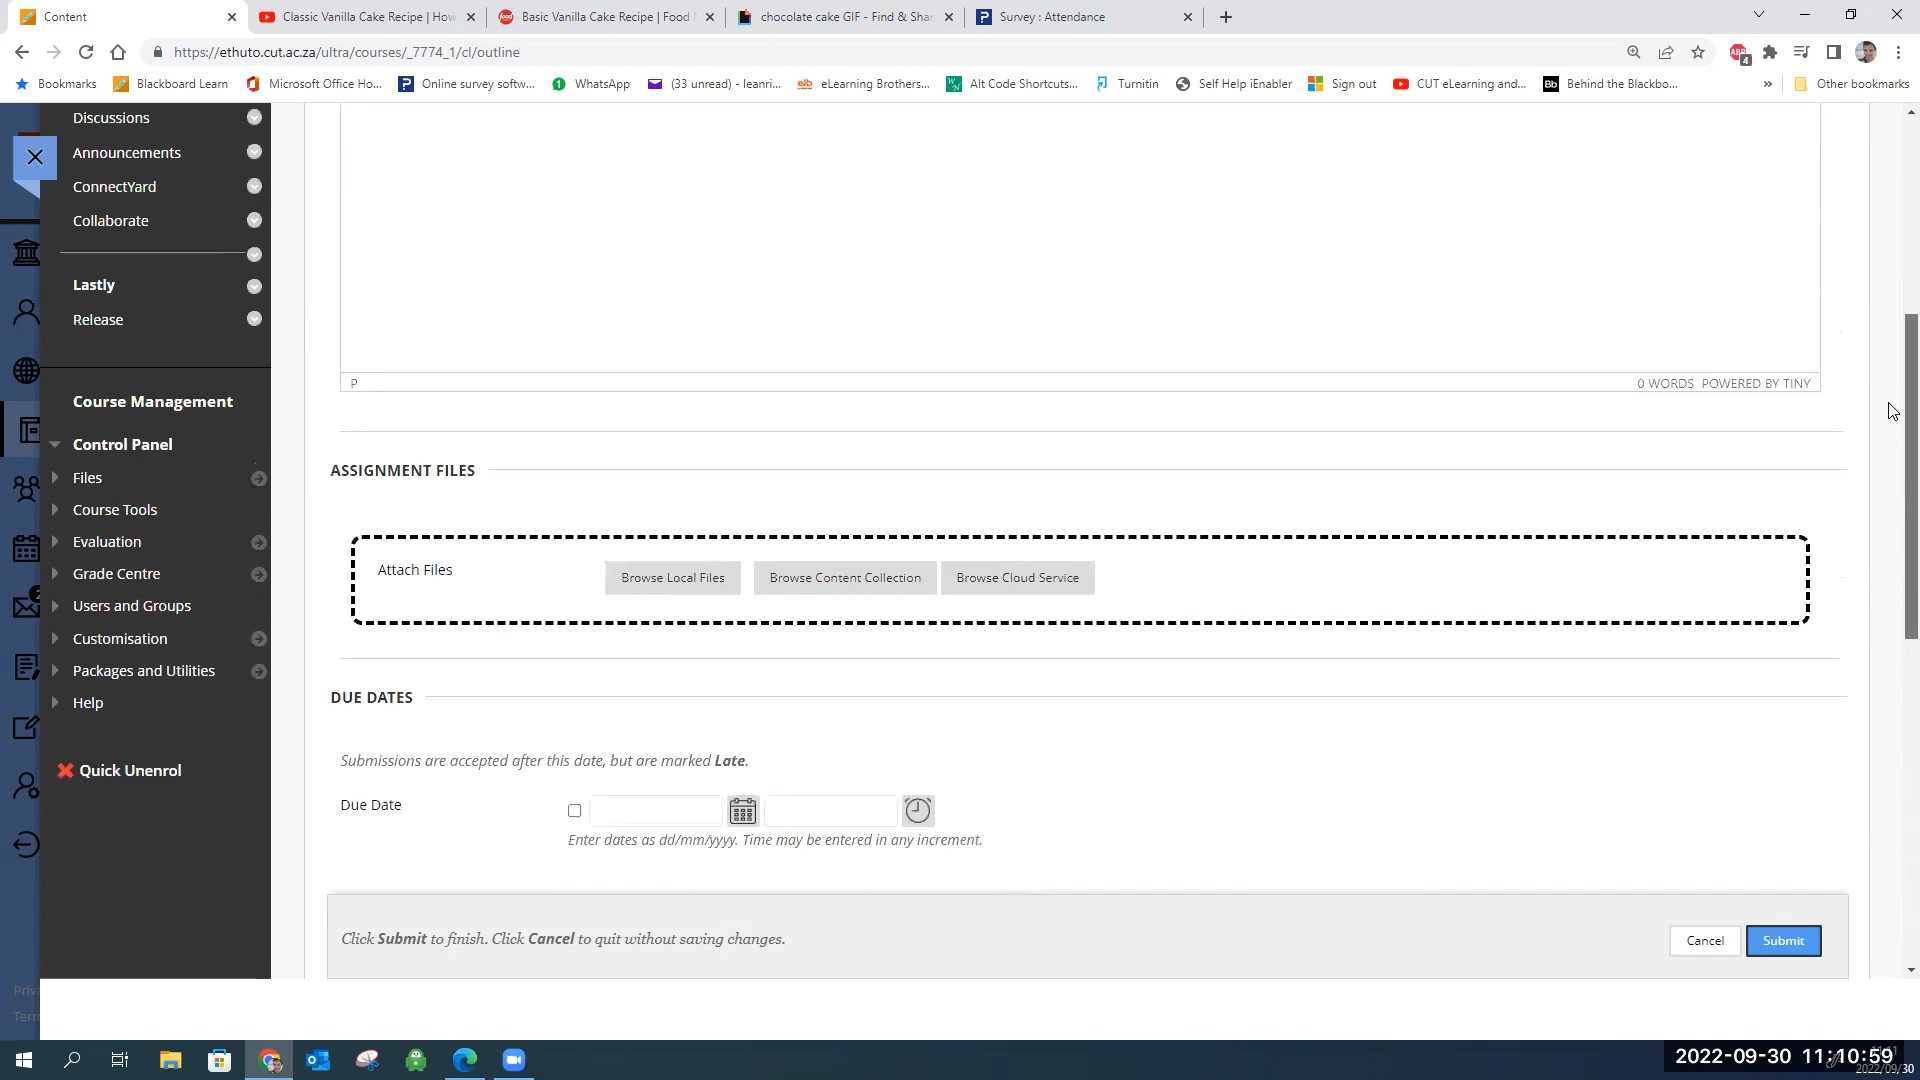 Content
Classic Vanilla Cake Recipe | How
Basic Vanilla Cake Recipe | Food
chocolate cake GIF - Find & Shar
Survey : Attendance
https://ethuto.cut.ac.za/ultra/courses/_7774_1/cl/outline
4
Bookmarks
Blackboard Learn
Microsoft Office Ho...
Online survey softw...
WhatsApp
(33 unread) - leanri...
eLearning Brothers...
Alt Code Shortcuts...
Turnitin
Self Help iEnabler
Sign out
CUT eLearning and...
Behind the Blackbo...
»
Other bookmarks
Discussions
Announcements
ConnectYard
Collaborate
Lastly
Release
Course Management
Control Panel
Files
Course Tools
Evaluation
Grade Centre
Users and Groups
Customisation
Packages and Utilities
Help
Quick Unenrol
P
0 WORDS POWERED BY TINY
ASSIGNMENT FILES
Attach Files
Browse Local Files
Browse Content Collection
Browse Cloud Service
DUE DATES
Submissions are accepted after this date, but are marked Late.
Due Date
Enter dates as dd/mm/yyyy. Time may be entered in any increment.
Click Submit to finish. Click Cancel to quit without saving changes.
Cancel
Submit
2022-09-30 11:10:59
2022/09/30